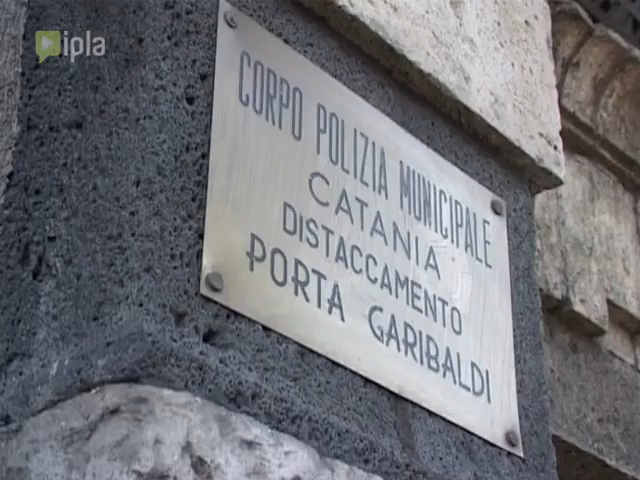 ipla
CORPO POLIZIA MUNICIPALE
CATANIA
DISTACCAMENTO
PORTA GARIBALDI